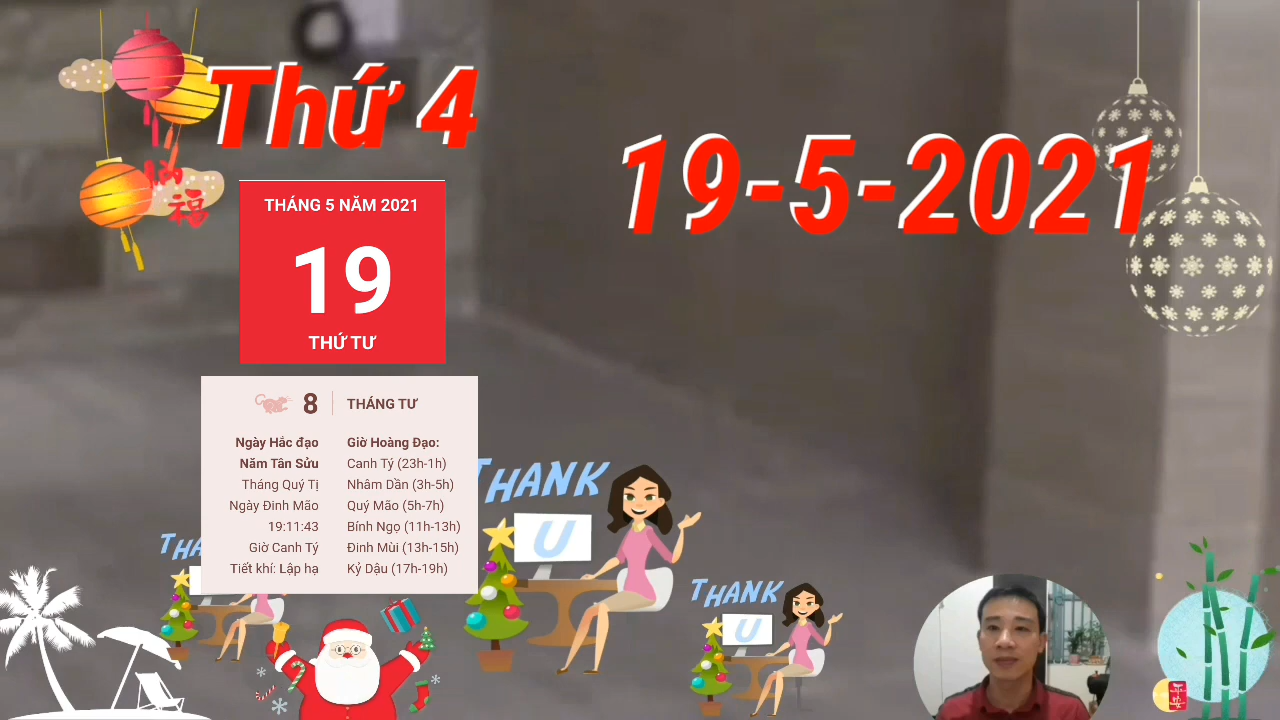 Thứ 4
19-5-2021
福
THÁNG 5 NĂM 2021
19
THỨ TƯ
8
THÁNG TƯ
Ngày Hắc đạo
Năm Tân Sửu
Tháng Quý Tị
Ngày Đinh Mão
19:11:43
Giờ Canh Tý
Tiết khí: Lập hạ
Giờ Hoàng Đạo:
Canh Tý (23h-1h)
Nhâm Dần (3h-5h)
Quý Mão (5h-7h)
Bính Ngọ (11h-13h)
Đinh Mùi (13h-15h)
Kỷ Dậu (17h-19h)
THANK
U
THA
THANK
U